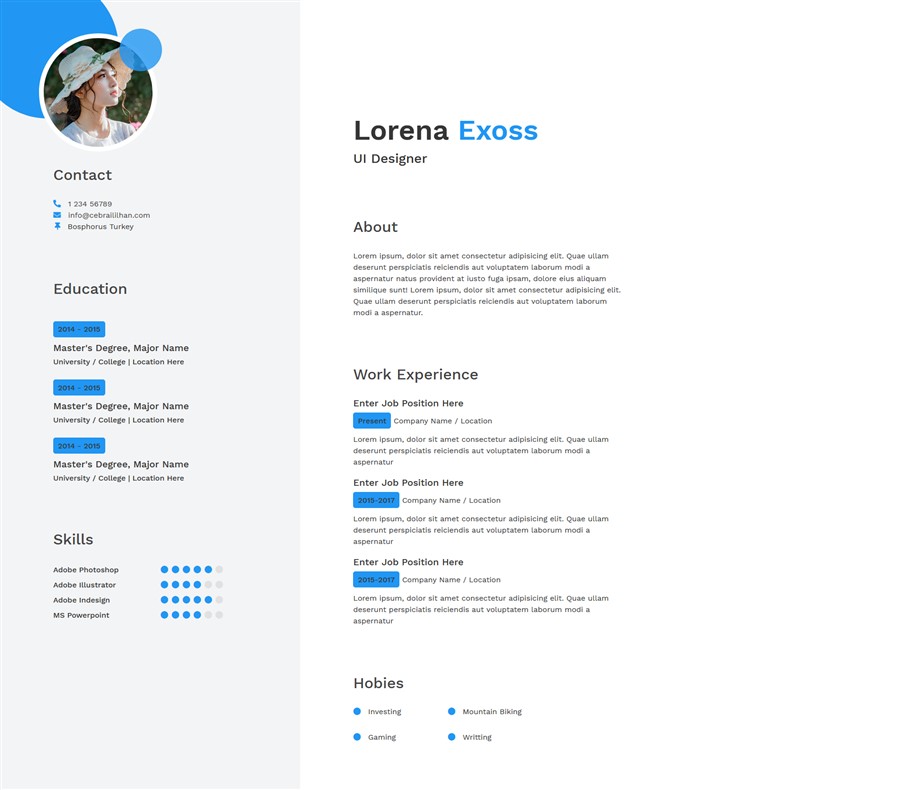 Contact
1 234 56789
info@cebraililhan.com
Bosphorus Turkey
Education
2014 - 2015
Master's Degree, Major Name
University / College | Location Here
2014 - 2015
Master's Degree, Major Name
University / College | Location Here
2014 - 2015
Master's Degree, Major Name
University / College | Location Here
Skills
Adobe Photoshop
Adobe Illustrator
Adobe Indesign
MS Powerpoint
Lorena Exoss
UI Designer
About
Lorem ipsum, dolor sit amet consectetur adipisicing elit. Quae ullam
deserunt perspiciatis reiciendis aut voluptatem laborum modi a
aspernatur natus provident at iusto fuga ipsam, dolore eius aliquam
similique sunt! Lorem ipsum, dolor sit amet consectetur adipisicing elit.
Quae ullam deserunt perspiciatis reiciendis aut voluptatem laborum
modi a aspernatur.
Work Experience
Enter Job Position Here
Present Company Name / Location
Lorem ipsum, dolor sit amet consectetur adipisicing elit. Quae ullam
deserunt perspiciatis reiciendis aut voluptatem laborum modi a
aspernatur
Enter Job Position Here
2015-2017 Company Name / Location
Lorem ipsum, dolor sit amet consectetur adipisicing elit. Quae ullam
deserunt perspiciatis reiciendis aut voluptatem laborum modi a
aspernatur
Enter Job Position Here
2015-2017 Company Name / Location
Lorem ipsum, dolor sit amet consectetur adipisicing elit. Quae ullam
deserunt perspiciatis reiciendis aut voluptatem laborum modi a
aspernatur
Hobies
Investing Mountain Biking
Gaming Writting